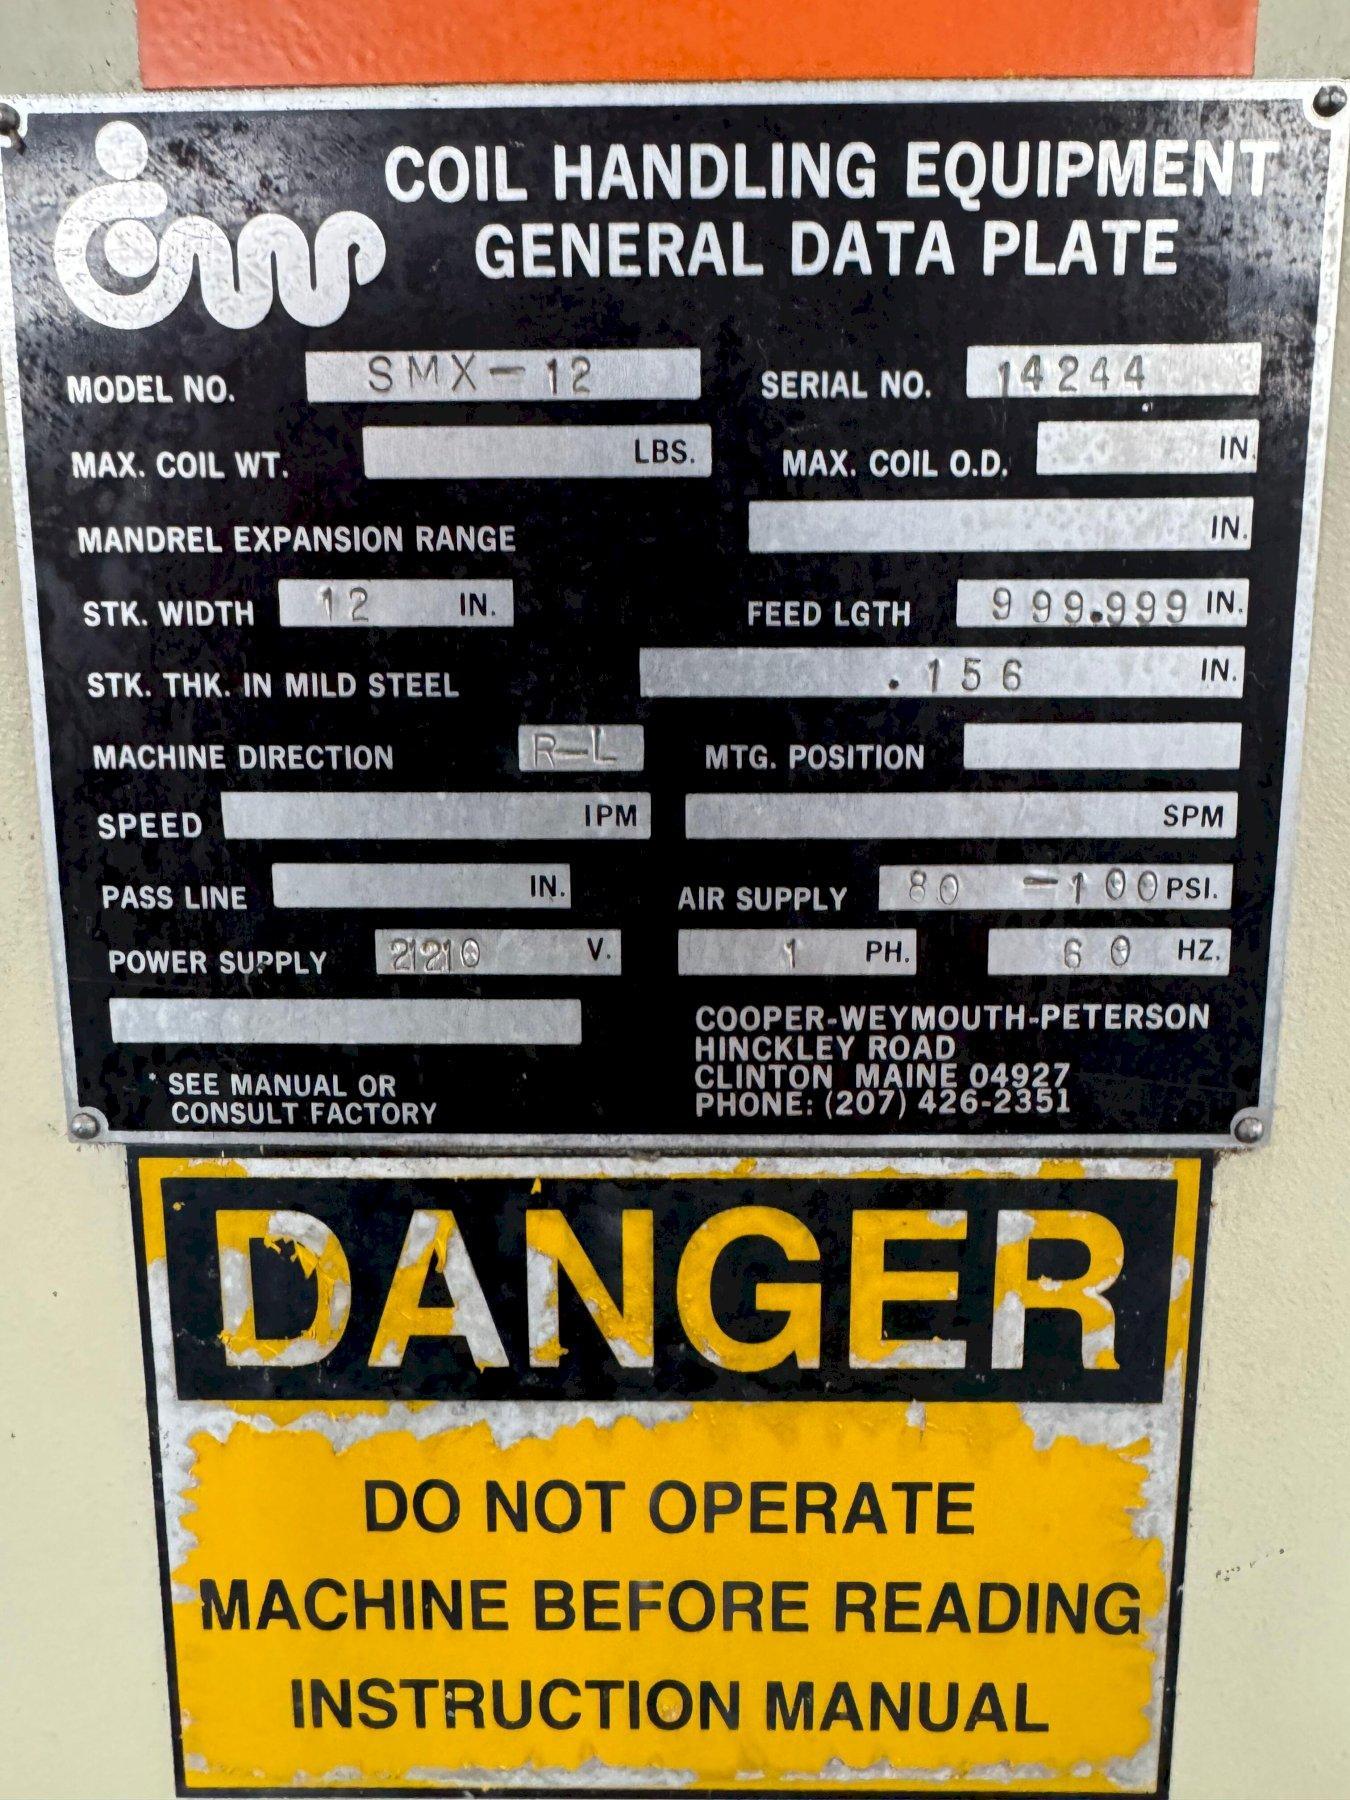 cwp COIL HANDLING EQUIPMENT
GENERAL DATA PLATE
MODEL NO. SMX-12 SERIAL NO. 14244
MAX. COIL WT. LBS. MAX. COIL O.D. IN.
MANDREL EXPANSION RANGE IN.
STK. WIDTH 12 IN. FEED LGTH 999.999 IN.
STK. THK. IN MILD STEEL .156 IN.
MACHINE DIRECTION R-L MTG. POSITION
SPEED IPM SPM
PASS LINE IN. AIR SUPPLY 80 -100 PSI.
POWER SUPPLY V. 1 PH. 60 HZ.
* SEE MANUAL OR
CONSULT FACTORY
COOPER-WEYMOUTH-PETERSON
HINCKLEY ROAD
CLINTON MAINE 04927
PHONE: (207) 426-2351
DANGER
DO NOT OPERATE
MACHINE BEFORE READING
INSTRUCTION MANUAL